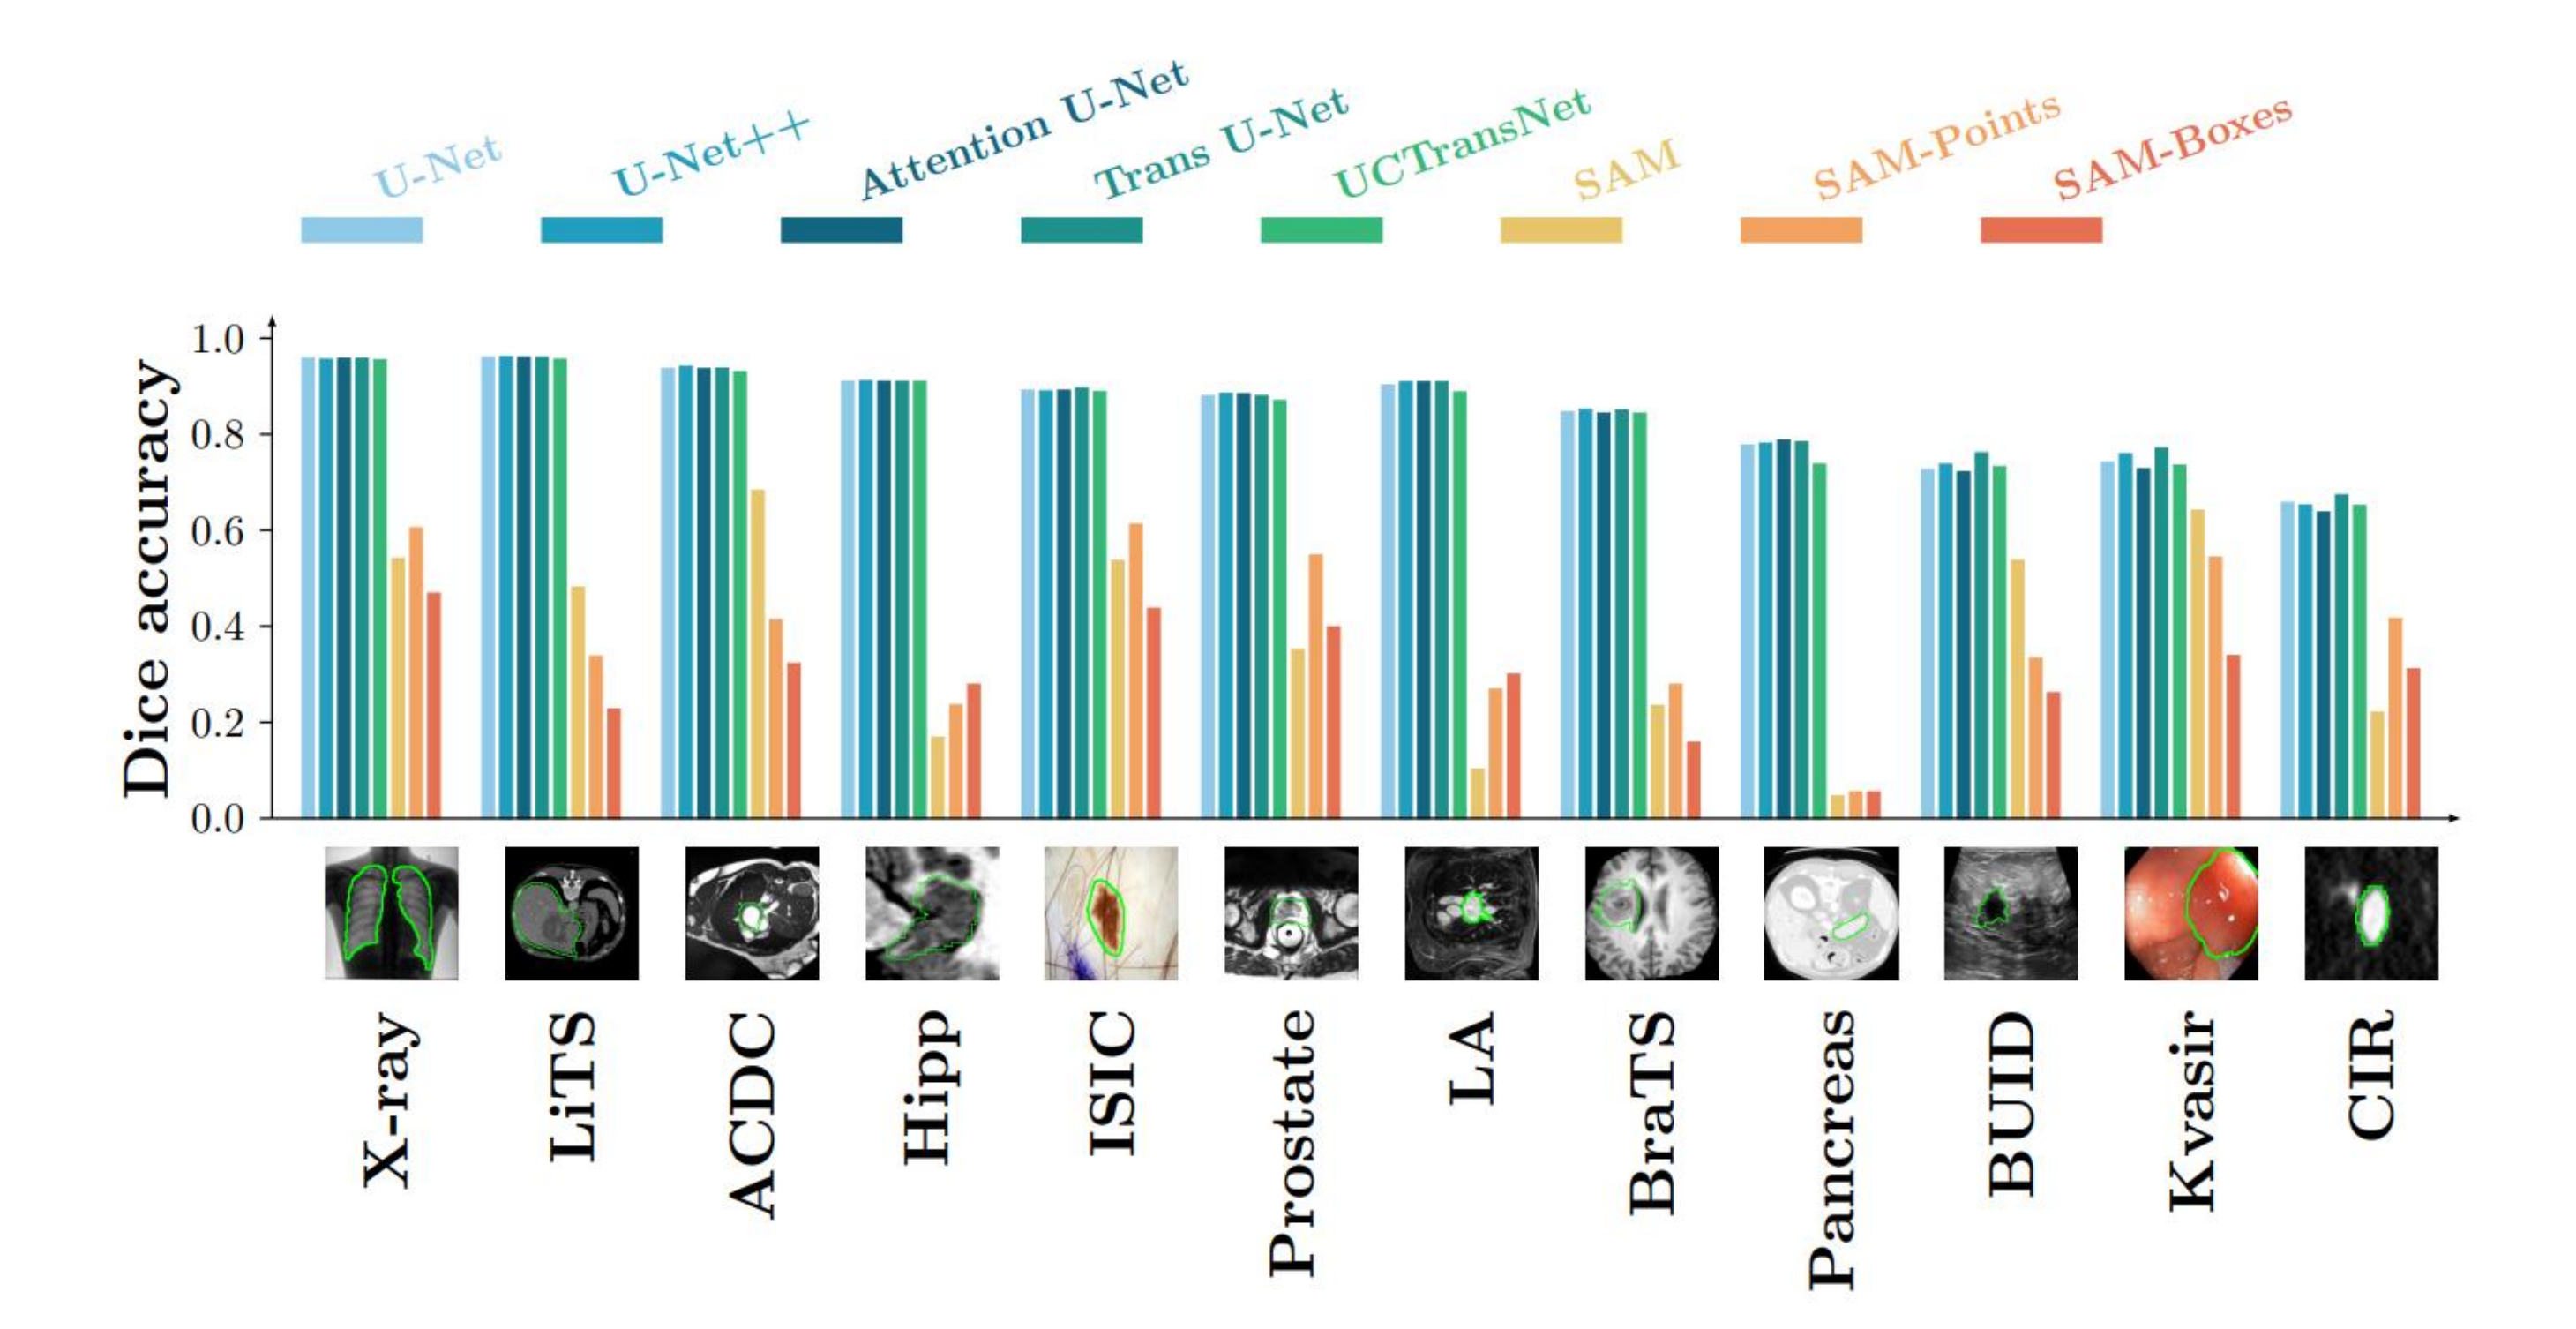 U-Net
U-Net++
Attention U-Net
Trans U-Net
UCTransNet
SAM
SAM-Points
SAM-Boxes
Dice accuracy
1.0
0.8
0.6
0.4
0.2
0.0
X-ray
LiTS
ACDC
Hipp
ISIC
Prostate
LA
BraTS
Pancreas
BUID
Kvasir
CIR